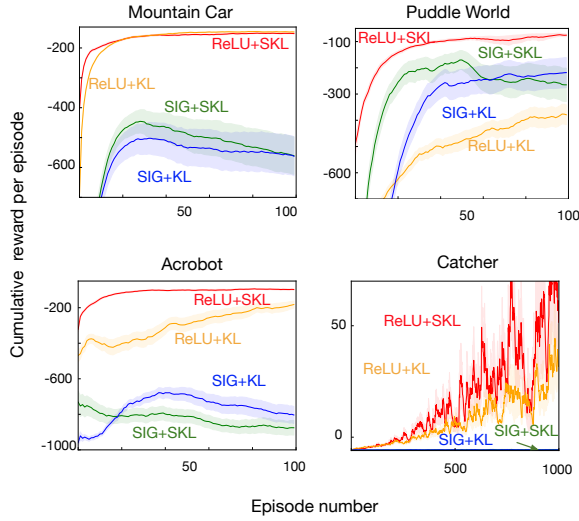 Mountain Car
Puddle World
-200
ReLU+SKL
ReLU+KL
SIG+SKL
-400
-600
SIG+KL
50
100
-100
ReLU+SKL
SIG+SKL
-300
SIG+KL
ReLU+KL
-600
-700
50
100
Cumulative reward per episode
Acrobot
Catcher
-200
ReLU+SKL
ReLU+KL
-400
-600
SIG+KL
-800
SIG+SKL
-1000
50
100
50
ReLU+SKL
ReLU+KL
SIG+SKL
SIG+KL
0
500
1000
Episode number